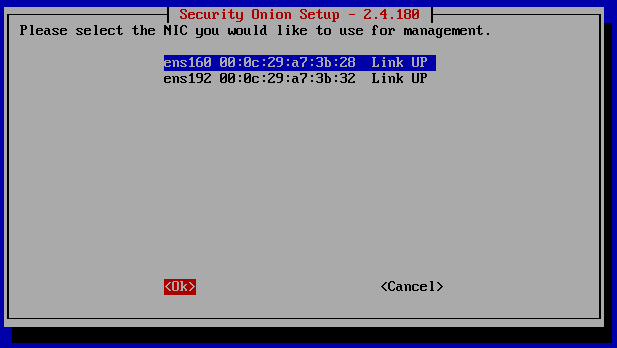 Security Onion Setup - 2.4.180
Please select the NIC you would like to use for management.
ens160 00:0c:29:a7:3b:28 Link UP
ens192 00:0c:29:a7:3b:32 Link UP
<Ok> <Cancel>